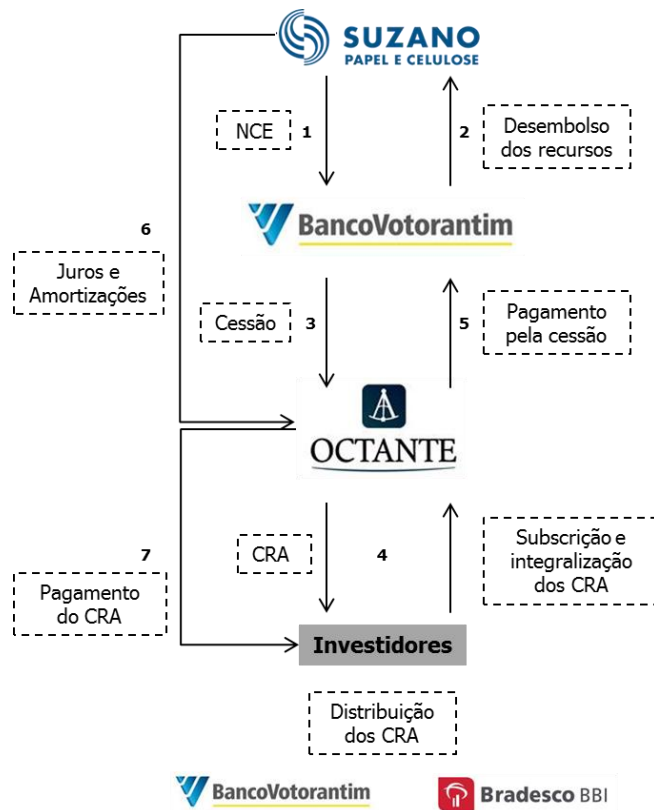 SUZANO
PAPEL E CELULOSE
NCE
1
2
Desembolso
dos recursos
BancoVotorantim
6
Juros e
Amortizações
Cessão
3
5
Pagamento
pela cessão
OCTANTE
7
Pagamento
do CRA
CRA
4
Subscrição e
integralização
dos CRA
Investidores
Distribuição
dos CRA
BancoVotorantim
Bradesco BBI